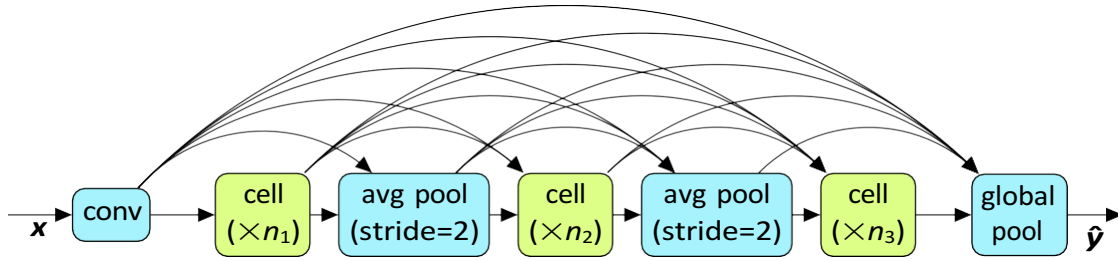 x
conv
cell
(×n₁)
avg pool
(stride=2)
cell
(×n₂)
avg pool
(stride=2)
cell
(×n₃)
global
pool
ŷ